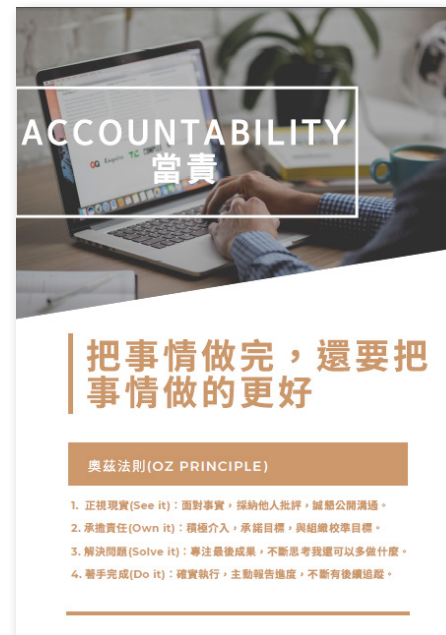 ACCOUNTABILITY
當責
Esquire TC
把事情做完，還要把
事情做的更好
奧茲法則(OZ PRINCIPLE)
1. 正視現實(See it)：面對事實，採納他人批評，誠懇公開溝通。
2. 承擔責任(Own it)：積極介入，承諾目標，與組織校準目標。
3. 解決問題(Solve it)：專注最後成果，不斷思考我還可以多做什麼。
4. 著手完成(Do it)：確實執行，主動報告進度，不斷有後續追蹤。